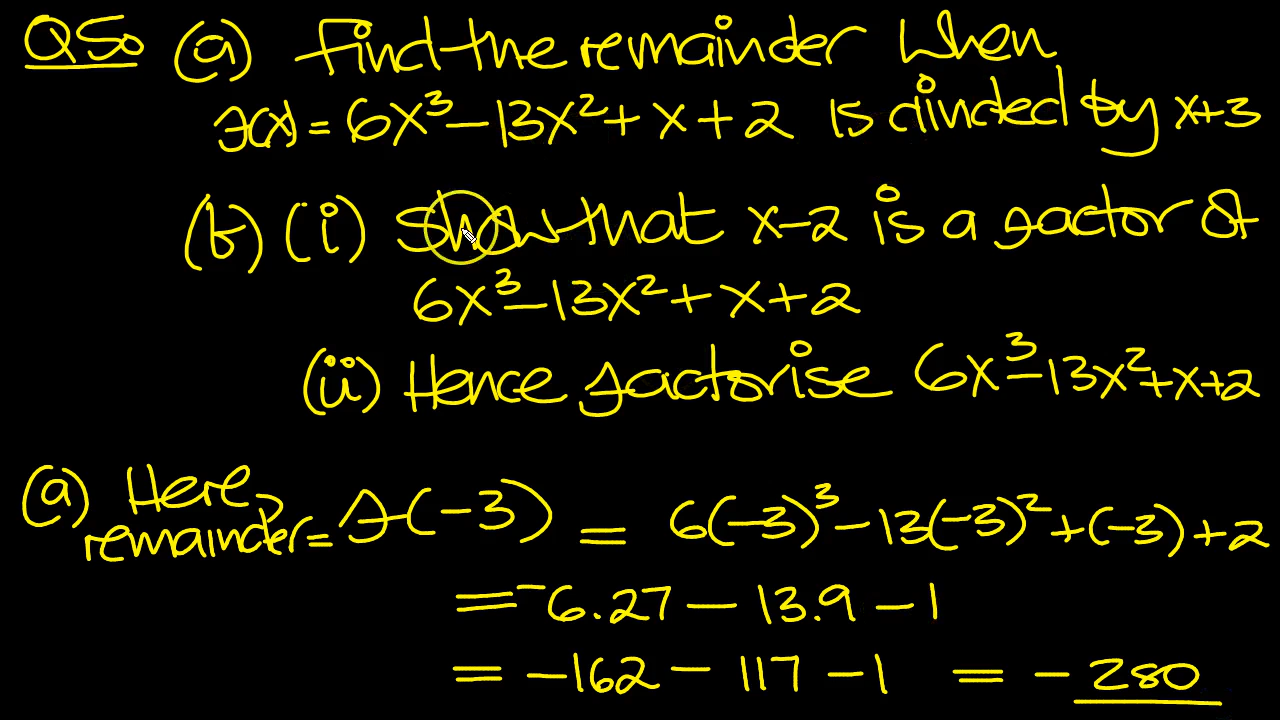 Q50 (a) Find the remainder when
f(x) = 6x³ - 13x² + x + 2 is divided by x+3
(b) (i) Show that x-2 is a factor of
6x³ - 13x² + x + 2
(ii) Hence factorise 6x³ - 13x² + x + 2
(a) Here, remainder = f(-3) = 6(-3)³ - 13(-3)² + (-3) + 2
= -6.27 - 13.9 - 1
= -162 - 117 - 1 = -280